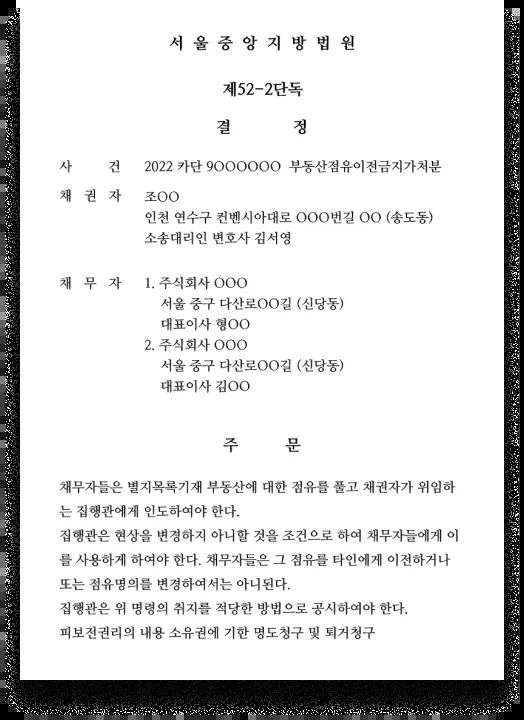 서 울 중 앙 지 방 법 원
제52-2단독
결 정
사 건 2022 카단 9OOOOOO 부동산점유이전금지가처분
채 권 자 조OO
인천 연수구 컨벤시아대로 OOO번길 OO (송도동)
소송대리인 변호사 김서영
채 무 자 1. 주식회사 OOO
서울 중구 다산로OO길 (신당동)
대표이사 형OO
2. 주식회사 OOO
서울 중구 다산로OO길 (신당동)
대표이사 김OO
주 문
채무자들은 별지목록기재 부동산에 대한 점유를 풀고 채권자가 위임하
는 집행관에게 인도하여야 한다.
집행관은 현상을 변경하지 아니할 것을 조건으로 하여 채무자들에게 이
를 사용하게 하여야 한다. 채무자들은 그 점유를 타인에게 이전하거나
또는 점유명의를 변경하여서는 아니된다.
집행관은 위 명령의 취지를 적당한 방법으로 공시하여야 한다.
피보전권리의 내용 소유권에 기한 명도청구 및 퇴거청구